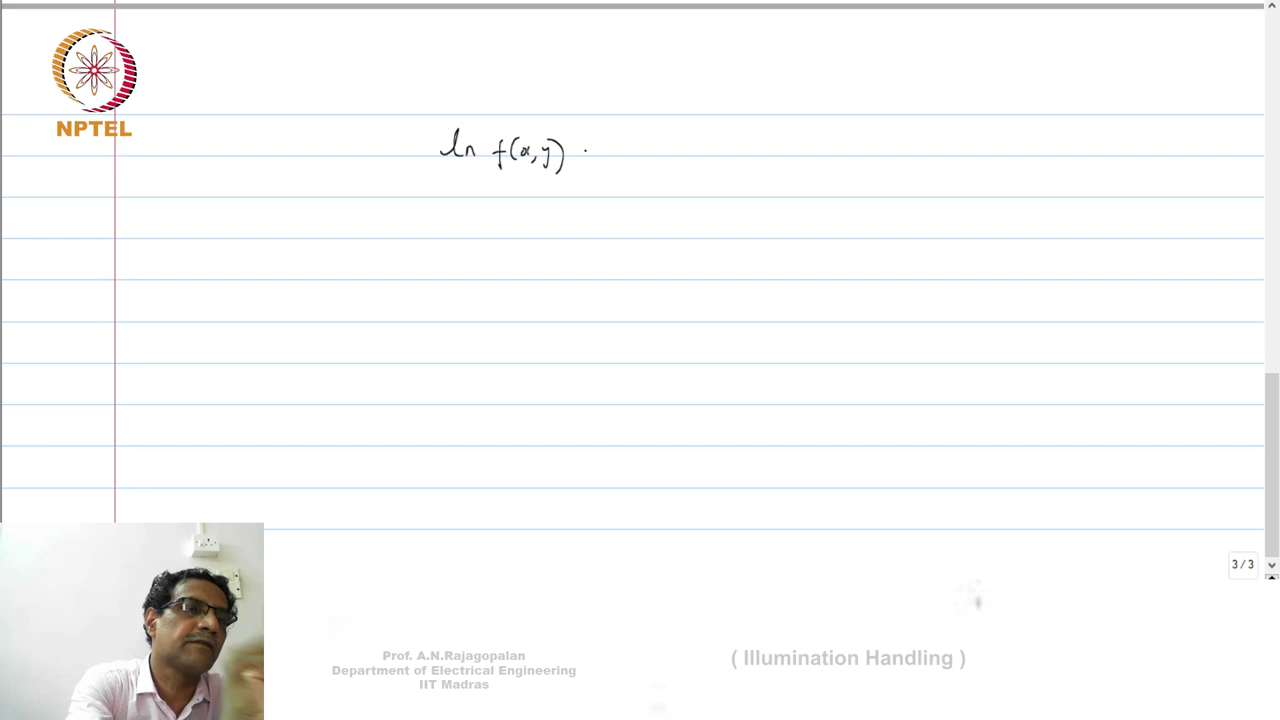 NPTEL
ln f(x,y)
3/3
Prof. A.N.Rajagopalan
Department of Electrical Engineering
IIT Madras
( Illumination Handling )